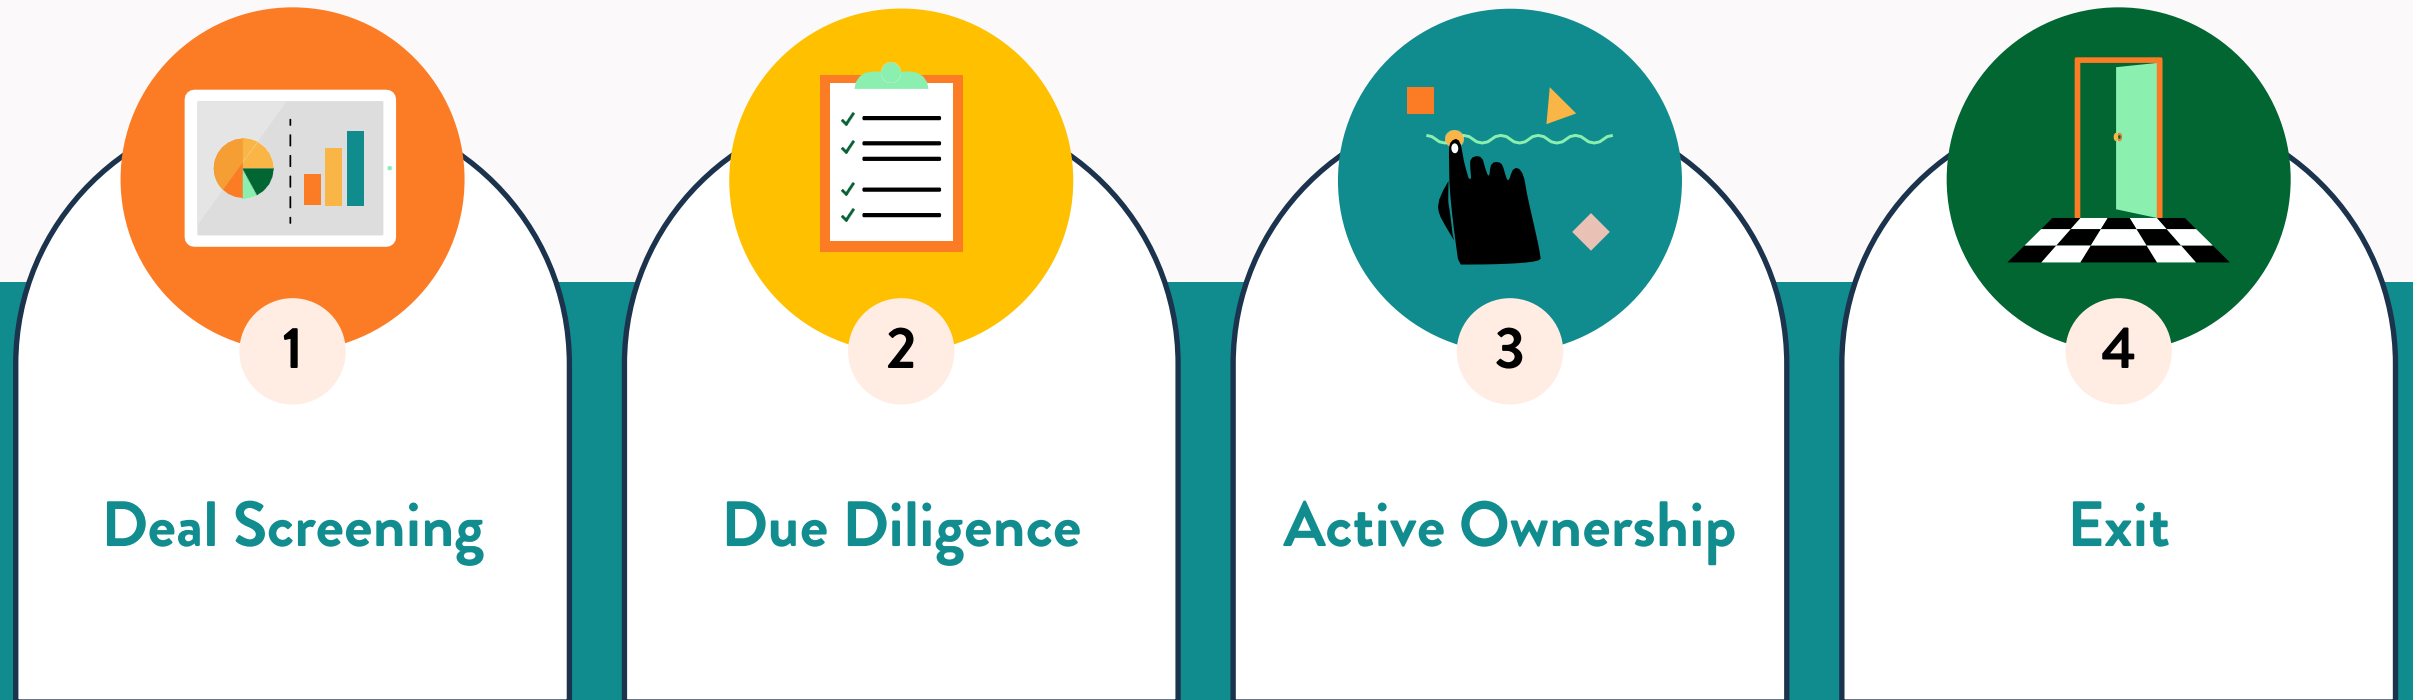 1
Deal Screening
2
Due Diligence
3
Active Ownership
4
Exit